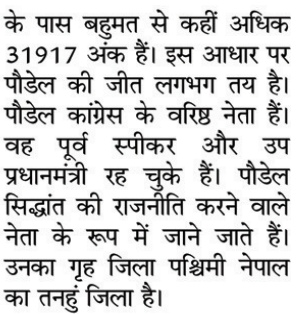 के पास बहुमत से कहीं अधिक
31917 अंक हैं। इस आधार पर
पौडेल की जीत लगभग तय है।
पौडेल कांग्रेस के वरिष्ठ नेता हैं।
वह पूर्व स्पीकर और उप
प्रधानमंत्री रह चुके हैं। पौडेल
सिद्धांत की राजनीति करने वाले
नेता के रूप में जाने जाते हैं।
उनका गृह जिला पश्चिमी नेपाल
का तनहुं जिला है।